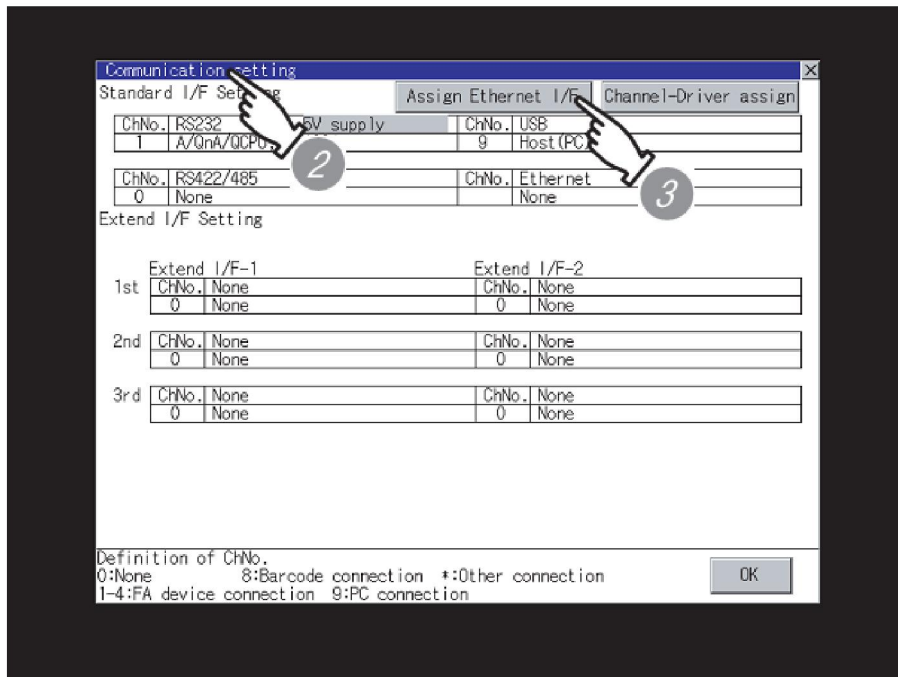 Communication setting
Standard I/F Setting
Assign Ethernet I/F Channel-Driver assign
ChNo. RS232 5V supply ChNo. USB
1 A/QnA/QCPU, 9 Host(PC)
2
ChNo. RS422/485 ChNo. Ethernet
3
0 None None
Extend I/F Setting
Extend I/F-1 Extend I/F-2
1st ChNo. None ChNo. None
0 None 0 None
2nd ChNo. None ChNo. None
0 None 0 None
3rd ChNo. None ChNo. None
0 None 0 None
Definition of ChNo.
0:None 8:Barcode connection *:Other connection
OK
1-4:FA device connection 9:PC connection